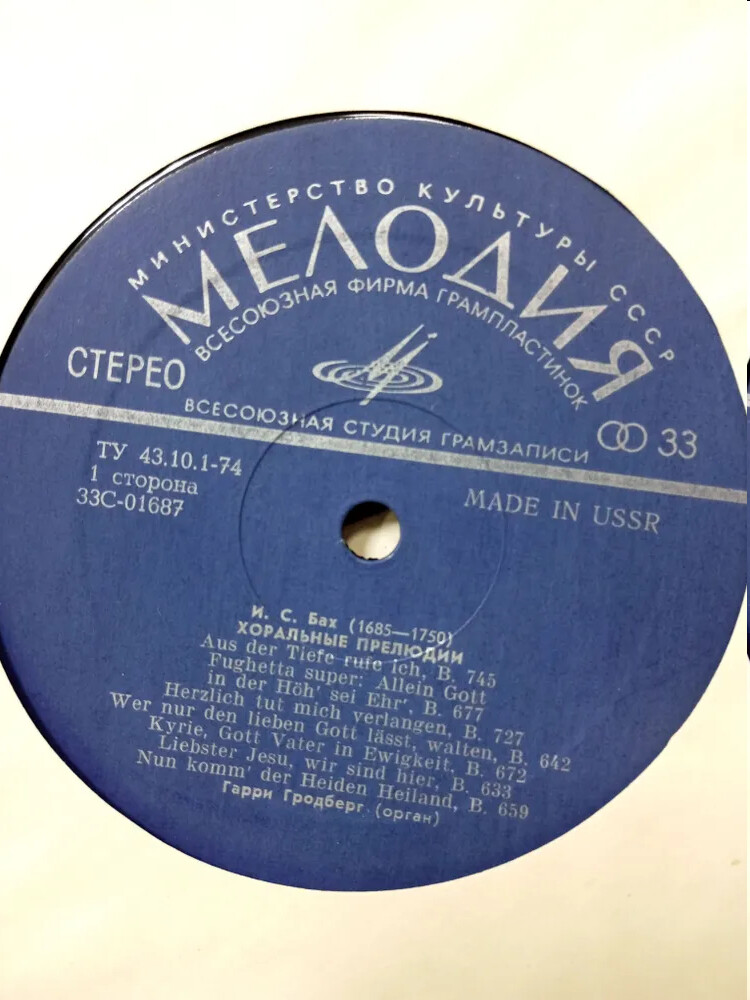 МИНИСТЕРСТВО КУЛЬТУРЫ СССР
МЕЛОДИЯ
ВСЕСОЮЗНАЯ ФИРМА ГРАМПЛАСТИНОК
СТЕРЕО
ВСЕСОЮЗНАЯ СТУДИЯ ГРАМЗАПИСИ
33
ТУ 43.10.1-74
1 сторона
33С-01687
MADE IN USSR
И. С. Бах (1685—1750)
ХОРАЛЬНЫЕ ПРЕЛЮДИИ
Aus der Tiefe rufe ich, B. 745
Fughetta super: Allein Gott
in der Höh' sei Ehr', B. 677
Herzlich tut mich verlangen, B. 727
Wer nur den lieben Gott lässt, walten, B. 642
Kyrie, Gott Vater in Ewigkeit, B. 672
Liebster Jesu, wir sind hier, B. 633
Nun komm' der Heiden Heiland, B. 659
Гарри Гродберг (орган)